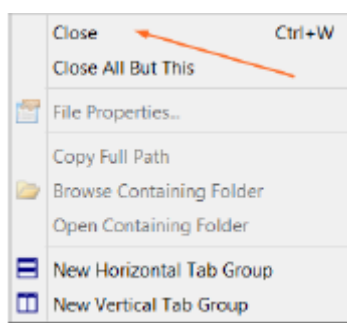 Close Ctrl+W
Close All But This
File Properties...
Copy Full Path
Browse Containing Folder
Open Containing Folder
New Horizontal Tab Group
New Vertical Tab Group